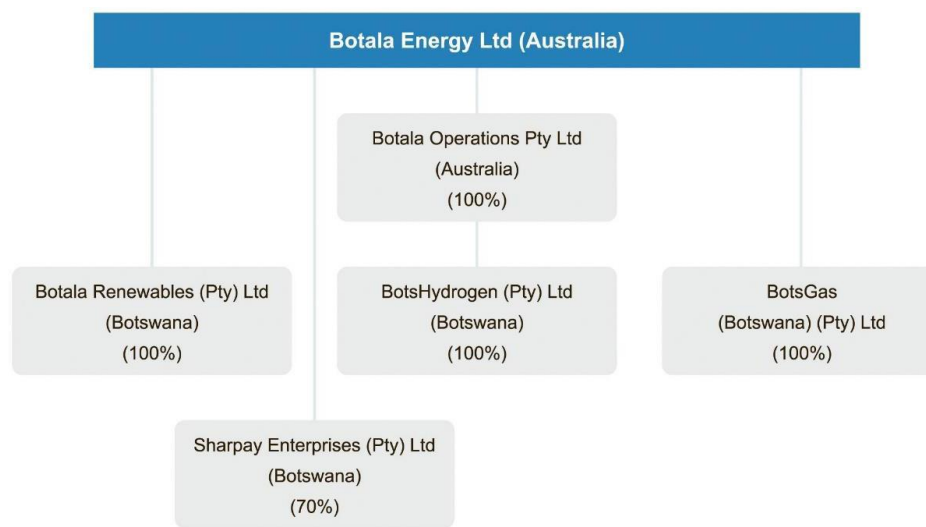 Botala Energy Ltd (Australia)
Botala Operations Pty Ltd
(Australia)
(100%)
Botala Renewables (Pty) Ltd
(Botswana)
(100%)
BotsHydrogen (Pty) Ltd
(Botswana)
(100%)
BotsGas
(Botswana) (Pty) Ltd
(100%)
Sharpay Enterprises (Pty) Ltd
(Botswana)
(70%)